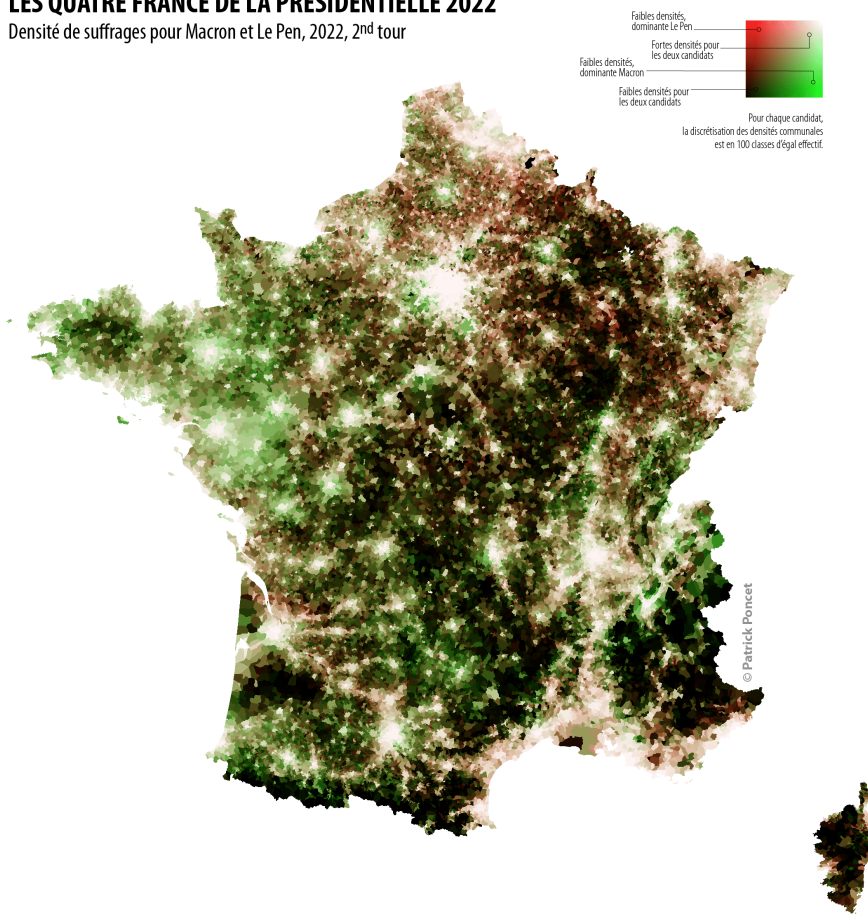 LES QUATRE FRANCE DE LA PRÉSIDENTIELLE 2022
Densité de suffrages pour Macron et Le Pen, 2022, 2nd tour
Faibles densités,
dominante Le Pen
Fortes densités pour
les deux candidats
Faibles densités,
dominante Macron
Faibles densités pour
les deux candidats
Pour chaque candidat,
la discrétisation des densités communales
est en 100 classes d'égal effectif.
© Patrick Poncet